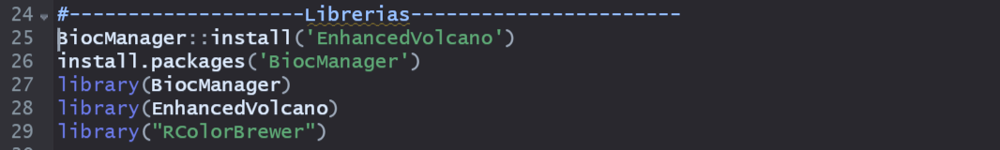 24 #--------------------Librerias-----------------------
25 BiocManager::install('EnhancedVolcano')
26 install.packages('BiocManager')
27 library(BiocManager)
28 library(EnhancedVolcano)
29 library("RColorBrewer")